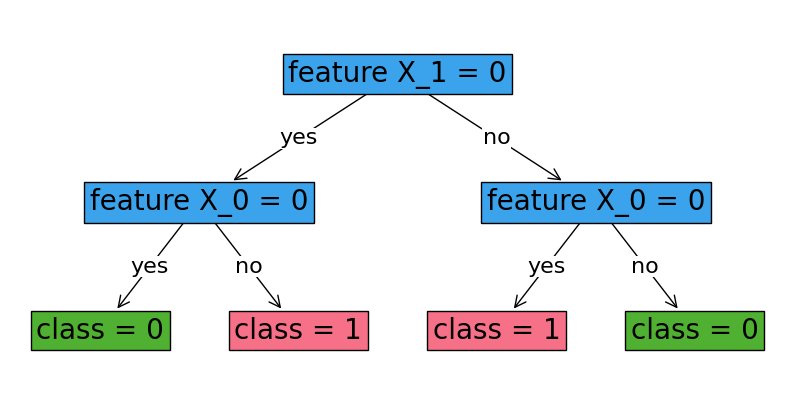 feature X_1 = 0
yes
no
feature X_0 = 0
feature X_0 = 0
yes
no
yes
no
class = 0
class = 1
class = 1
class = 0